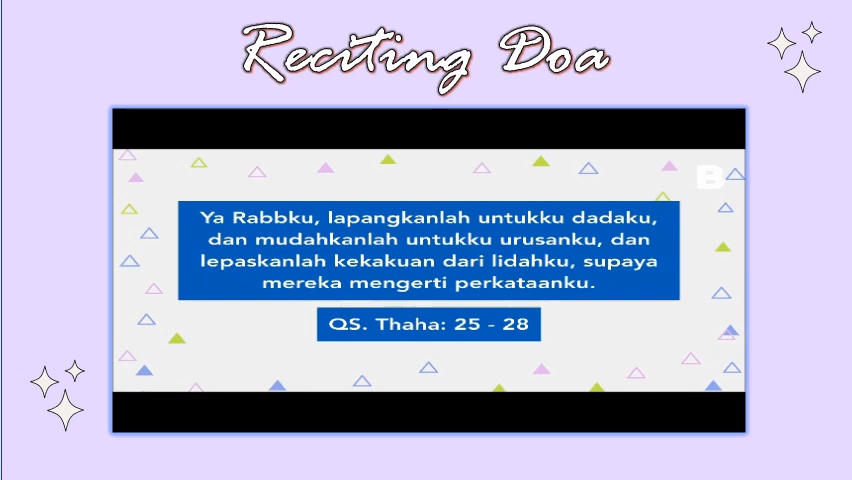 Reciting Doa
B
Ya Rabbku, lapangkanlah untukku dadaku,
dan mudahkanlah untukku urusanku, dan
lepaskanlah kekakuan dari lidahku, supaya
mereka mengerti perkataanku.
QS. Thaha: 25 - 28